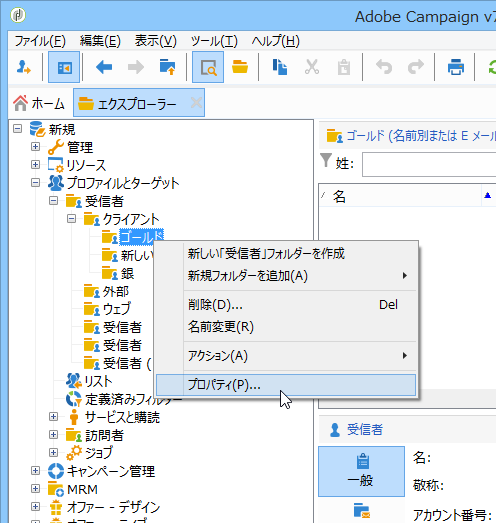 Adobe Campaign v7
ファイル(F) 編集(E) 表示(V) ツール(T) ヘルプ(H)
ホーム エクスプローラー
新規
管理
リソース
プロファイルとターゲット
受信者
クライアント
ゴールド
新しい
銀
外部
ウェブ
受信者
受信者
受信者 (
リスト
定義済みフィルター
サービスと購読
訪問者
ジョブ
キャンペーン管理
MRM
オファー - デザイン
新しい「受信者」フォルダーを作成
新規フォルダーを追加(A)
削除(D)... Del
名前変更(R)
アクション(A)
プロパティ(P)...
ゴールド (名前別または E メール
姓:
名
受信者
一般
名:
敬称:
アカウント番号: